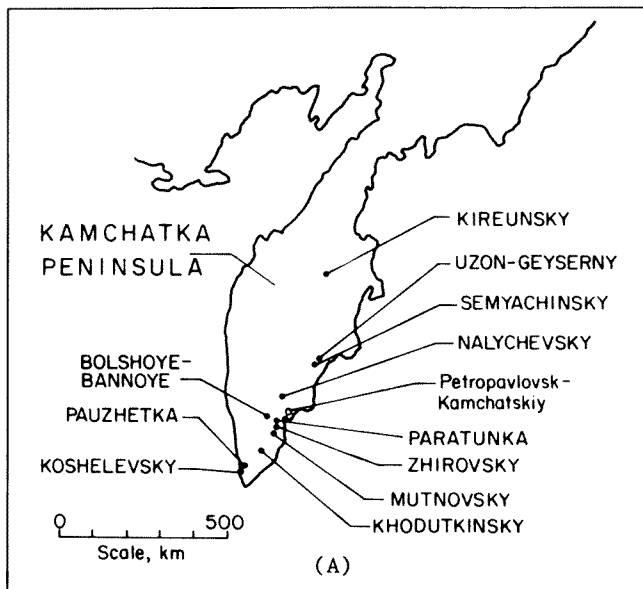 KAMCHATKA
PENINSULA
KIREUNSKY
UZON-GEYSERNY
SEMYACHINSKY
NALYCHEVSKY
BOLSHOYE-
BANNOYE
Petropavlovsk-
Kamchatskiy
PAUZHETKA
PARATUNKA
KOSHELEVSKY
ZHIROVSKY
MUTNOVSKY
KHODUTKINSKY
0 500
Scale, km
(A)